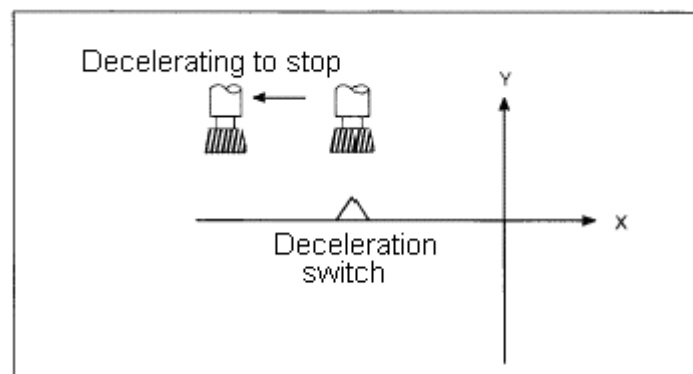 Decelerating to stop
Y
X
Deceleration
switch